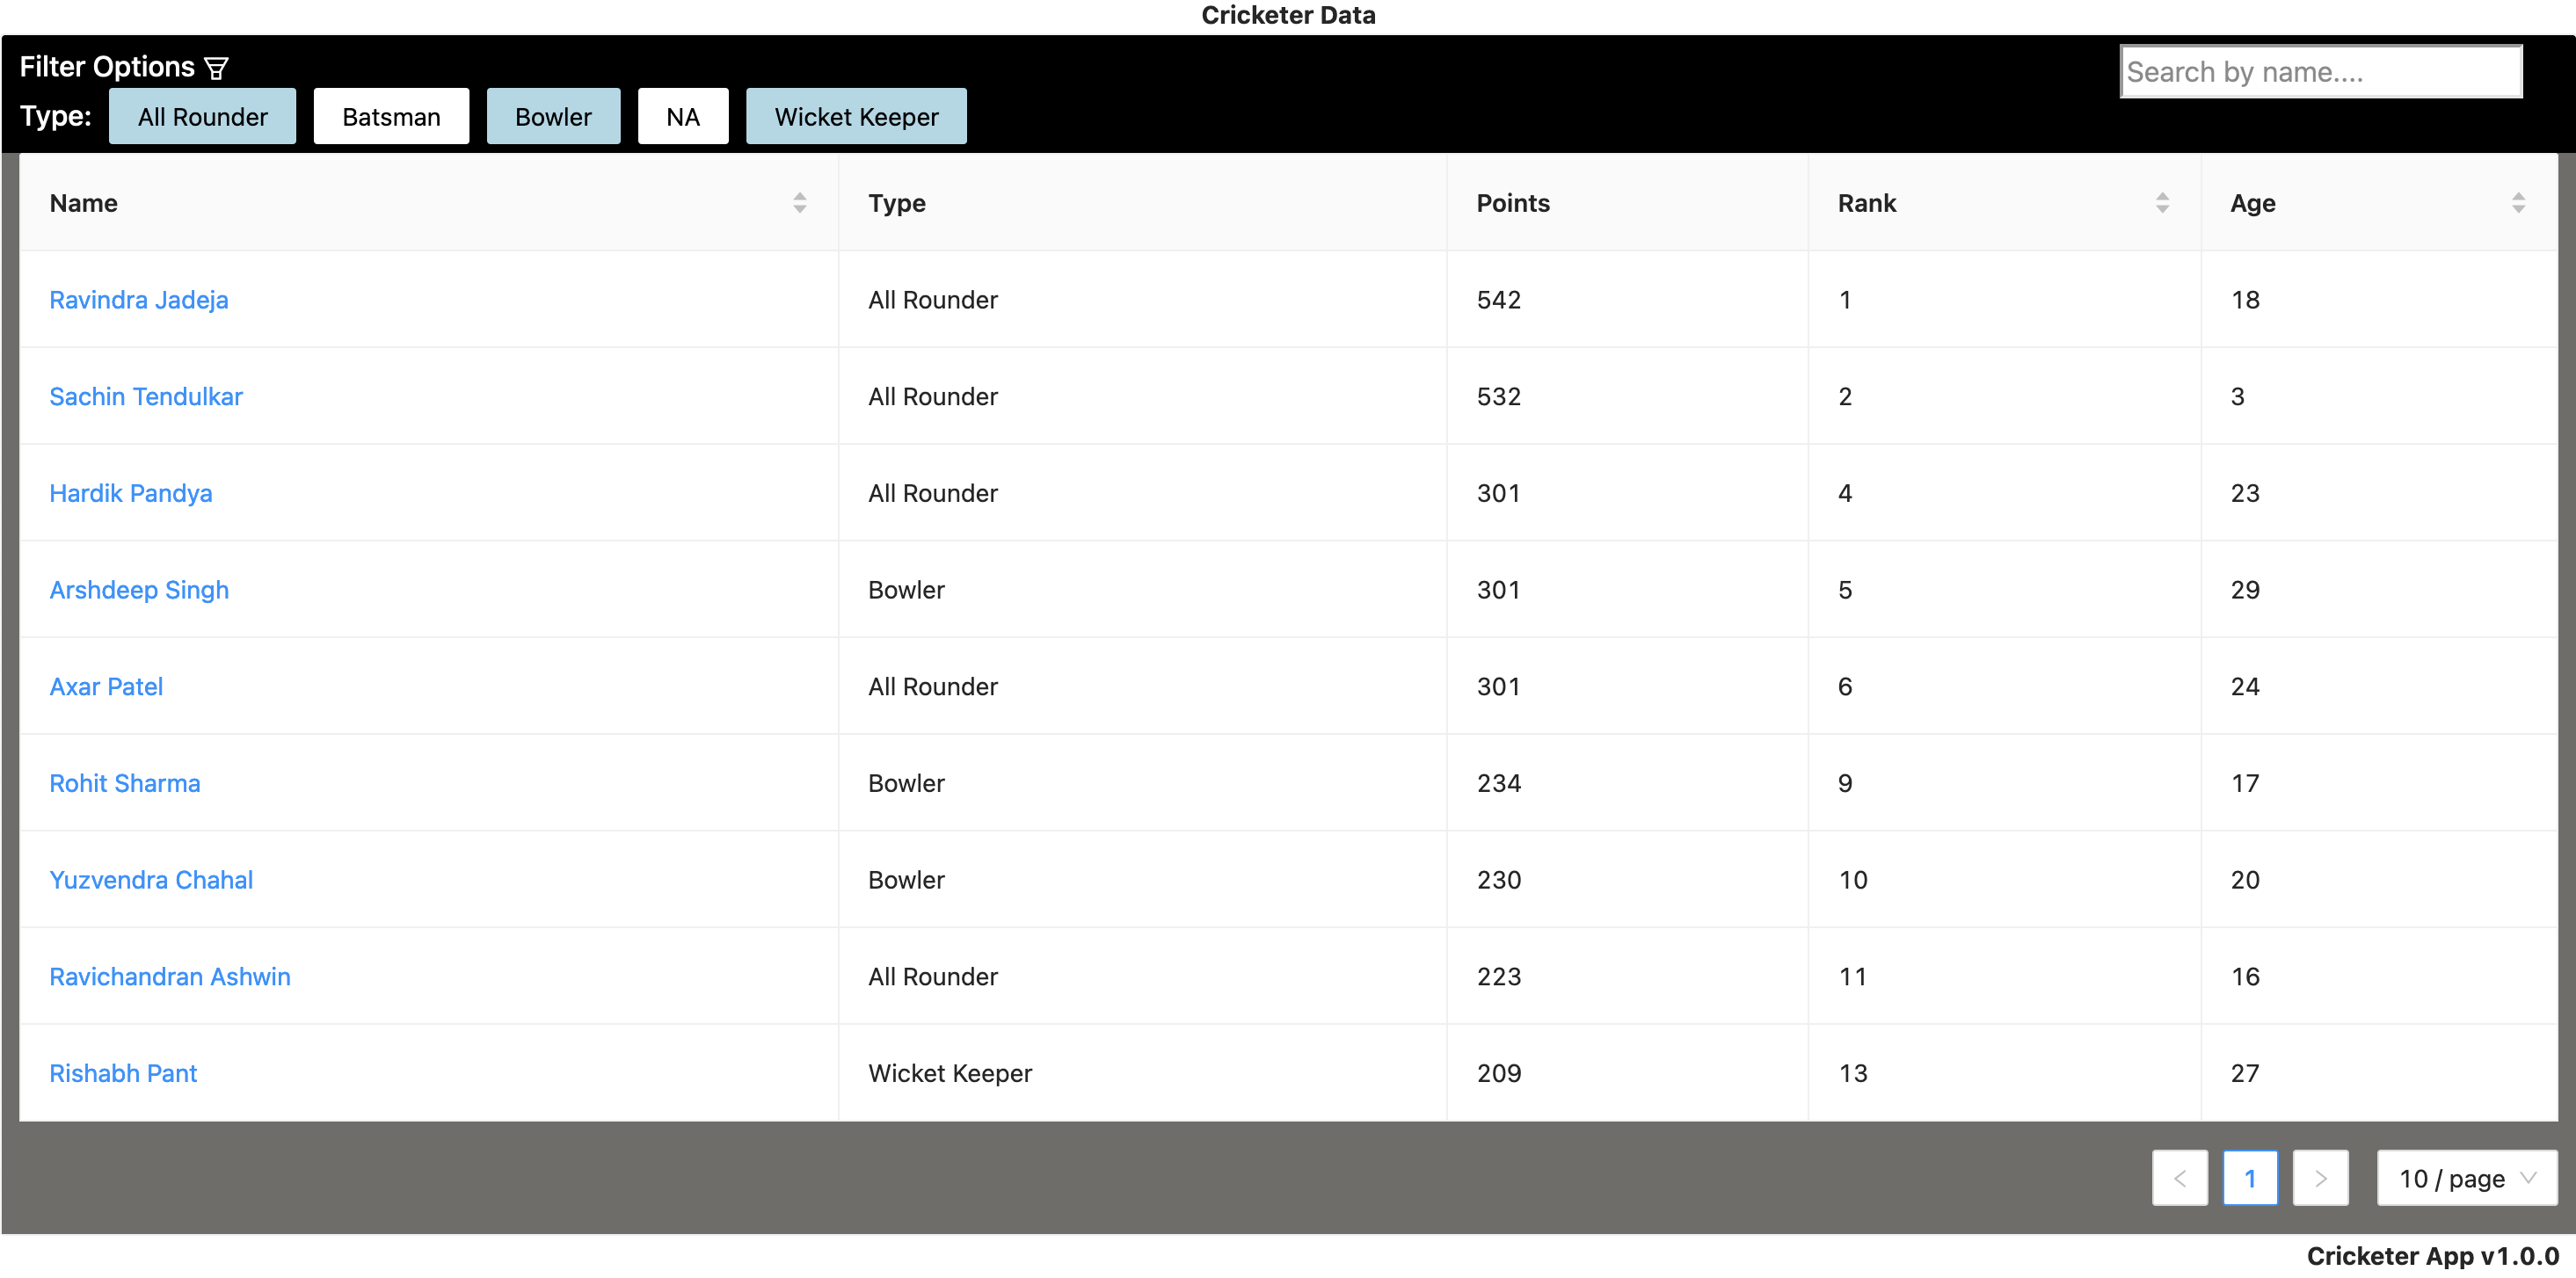 Cricketer Data
Filter Options
Search by name....
Type: All Rounder Batsman Bowler NA Wicket Keeper
Name Type Points Rank Age
Ravindra Jadeja All Rounder 542 1 18
Sachin Tendulkar All Rounder 532 2 3
Hardik Pandya All Rounder 301 4 23
Arshdeep Singh Bowler 301 5 29
Axar Patel All Rounder 301 6 24
Rohit Sharma Bowler 234 9 17
Yuzvendra Chahal Bowler 230 10 20
Ravichandran Ashwin All Rounder 223 11 16
Rishabh Pant Wicket Keeper 209 13 27
< 1 > 10 / page
Cricketer App v1.0.0